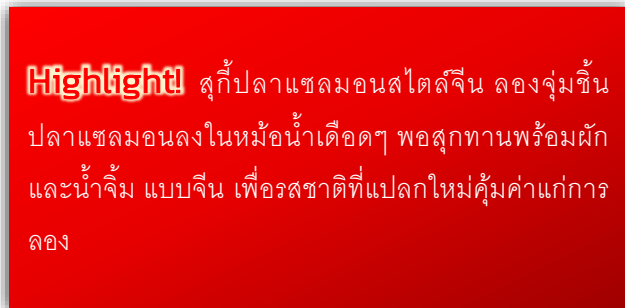 Highlight! สุกี้ปลาแซลมอนสไตล์จีน ลองจุ่มชิ้น
ปลาแซลมอนลงในหม้อน้ำเดือดๆ พอสุกทานพร้อมผัก
และน้ำจิ้ม แบบจีน เพื่อรสชาติที่แปลกใหม่คุ้มค่าแก่การ
ลอง